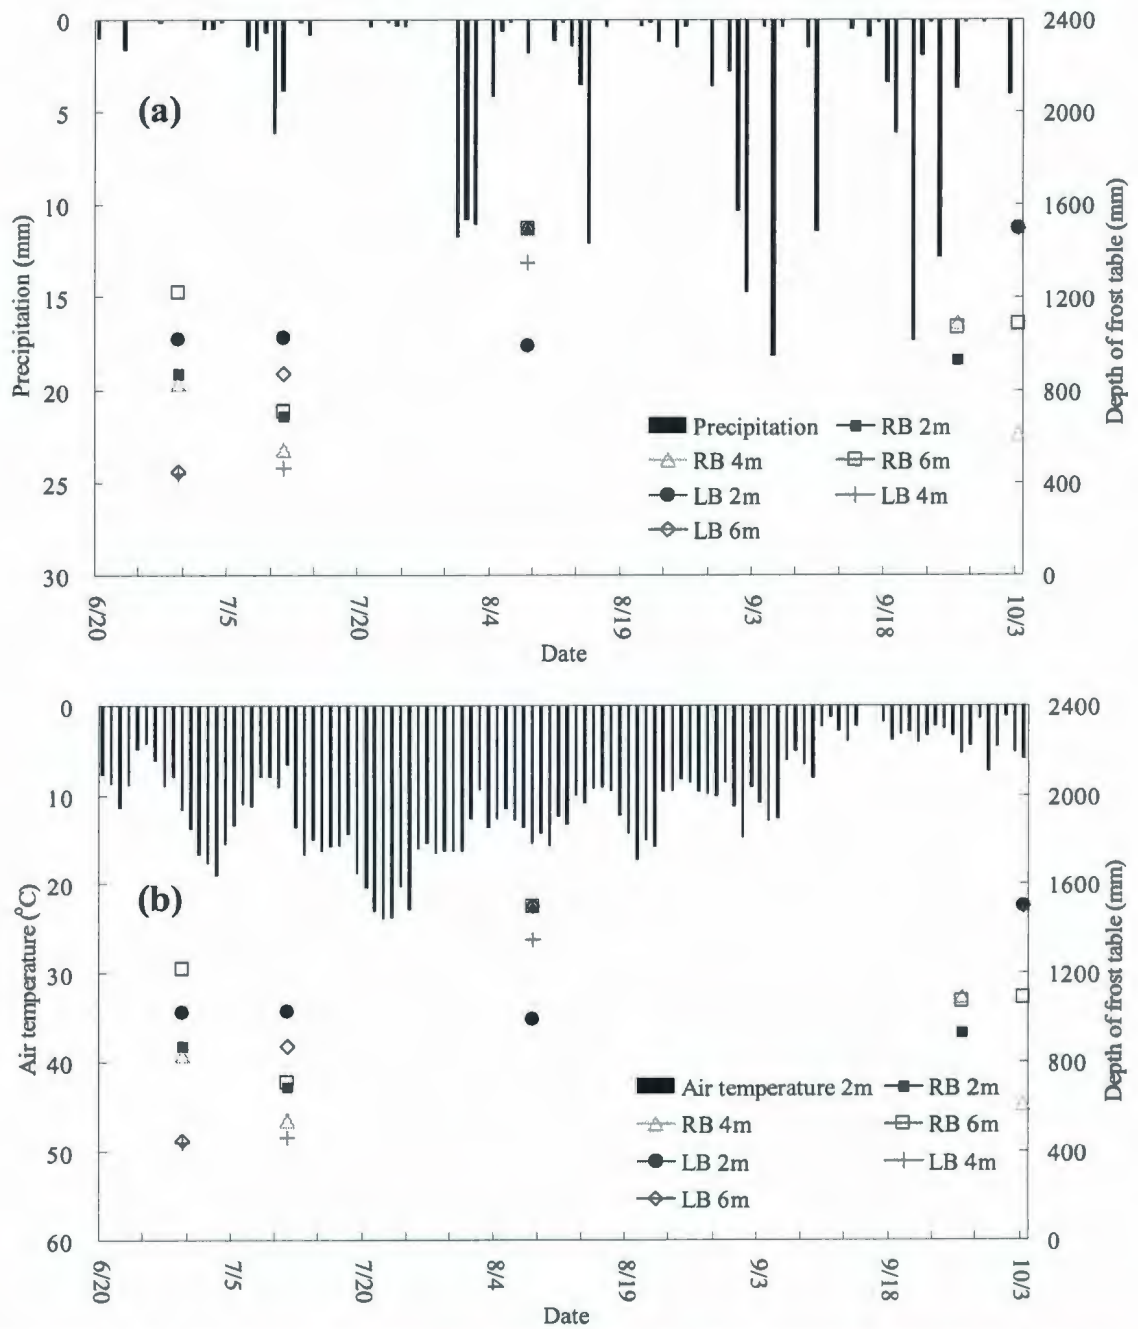 0
5
10
15
20
25
30
Precipitation (mm)
(a)
2400
2000
1600
1200
800
400
0
Depth of frost table (mm)
Precipitation
RB 2m
RB 4m
RB 6m
LB 2m
LB 4m
LB 6m
6/20
7/5
7/20
8/4
8/19
9/3
9/18
10/3
Date
0
10
20
30
40
50
60
Air temperature (°C)
(b)
2400
2000
1600
1200
800
400
0
Depth of frost table (mm)
Air temperature 2m
RB 2m
RB 4m
RB 6m
LB 2m
LB 4m
LB 6m
6/20
7/5
7/20
8/4
8/19
9/3
9/18
10/3
Date